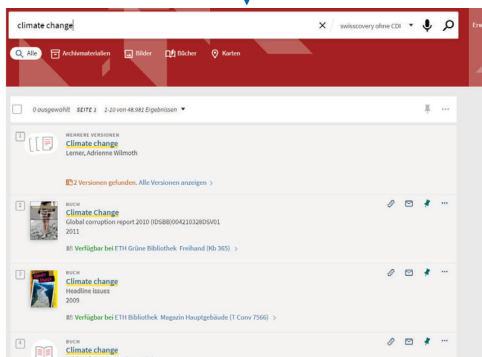 climate change
swisscovery ohne CDI
Erw
Alle Archivmaterialien Bilder Bücher Karten
0 ausgewählt SEITE 1 1-10 von 48.981 Ergebnissen
1
MEHRERE VERSIONEN
Climate change
Lerner, Adrienne Wilmoth
2 Versionen gefunden. Alle Versionen anzeigen >
2
BUCH
Climate Change
Global corruption report 2010 (IDSBB)004210328DSV01
2011
Verfügbar bei ETH Grüne Bibliothek Freihand (Kb 365) >
3
BUCH
Climate change
Headline issues
2009
Verfügbar bei ETH Bibliothek Magazin Hauptgebäude (T Conv 7566) >
4
BUCH
Climate change